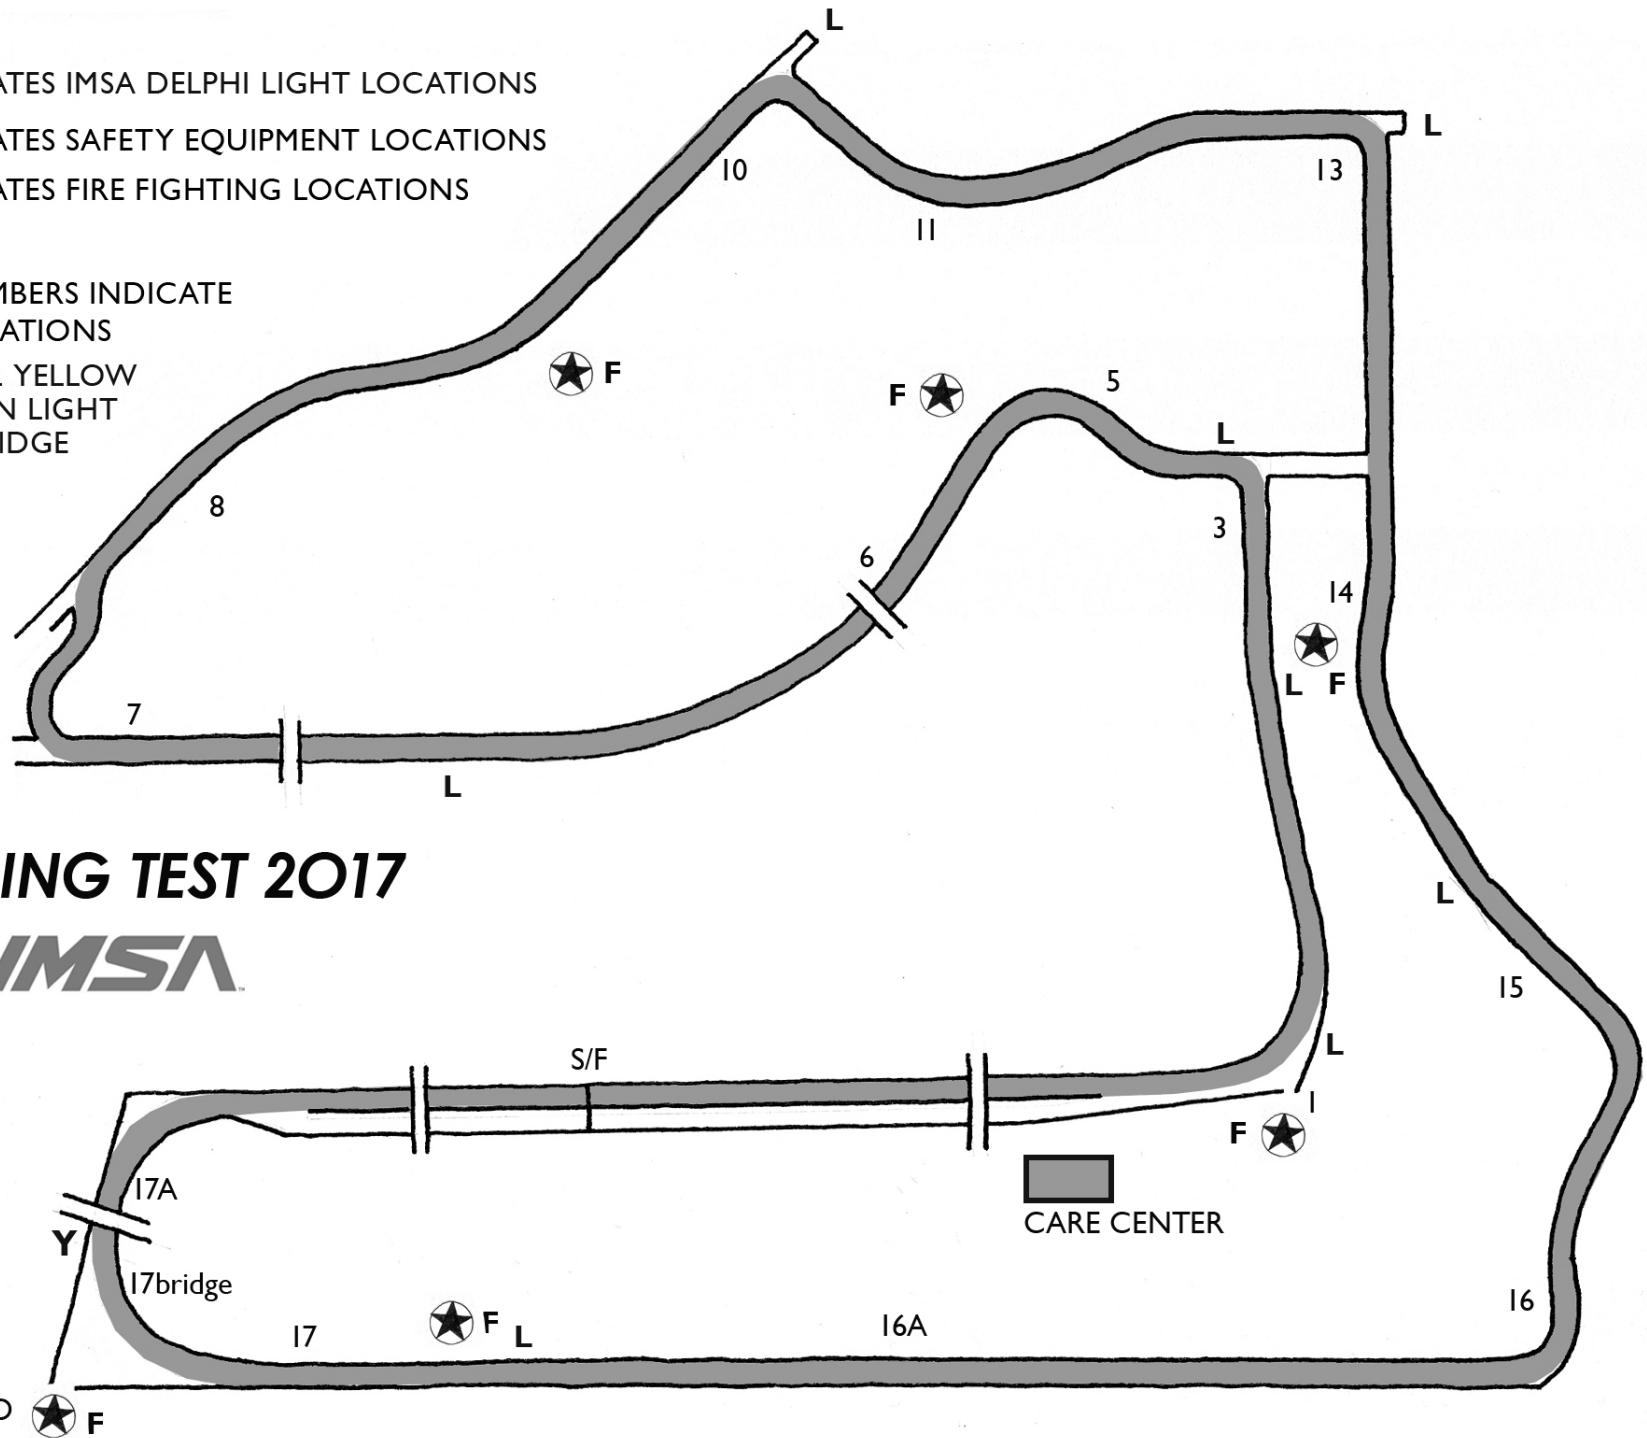 L
ATES IMSA DELPHI LIGHT LOCATIONS
ATES SAFETY EQUIPMENT LOCATIONS
ATES FIRE FIGHTING LOCATIONS
MBERS INDICATE
ATIONS
YELLOW
N LIGHT
IDGE
L
10
13
11
F
F
5
L
8
3
6
14
L F
7
L
ING TEST 2017
IMSA
L
15
S/F
L
1
F
17A
CARE CENTER
Y
17bridge
16
17
F L
16A
F